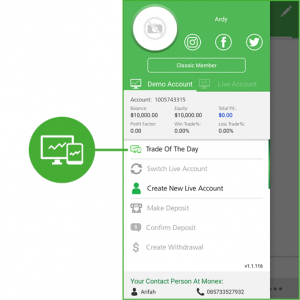 Ardy
Classic Member
Demo Account Live Account
Account: 1005743315
Balance: Equity: Total P/L:
$10,000.00 $10,000.00 $0.00
Profit Factor: Win Trade%: Loss Trade%:
0.00 0.00% 0.00%
Trade Of The Day
Switch Live Account
Create New Live Account
Make Deposit
Confirm Deposit
Create Withdrawal
v1.1.116
Your Contact Person At Monex:
Arifah 085733527932